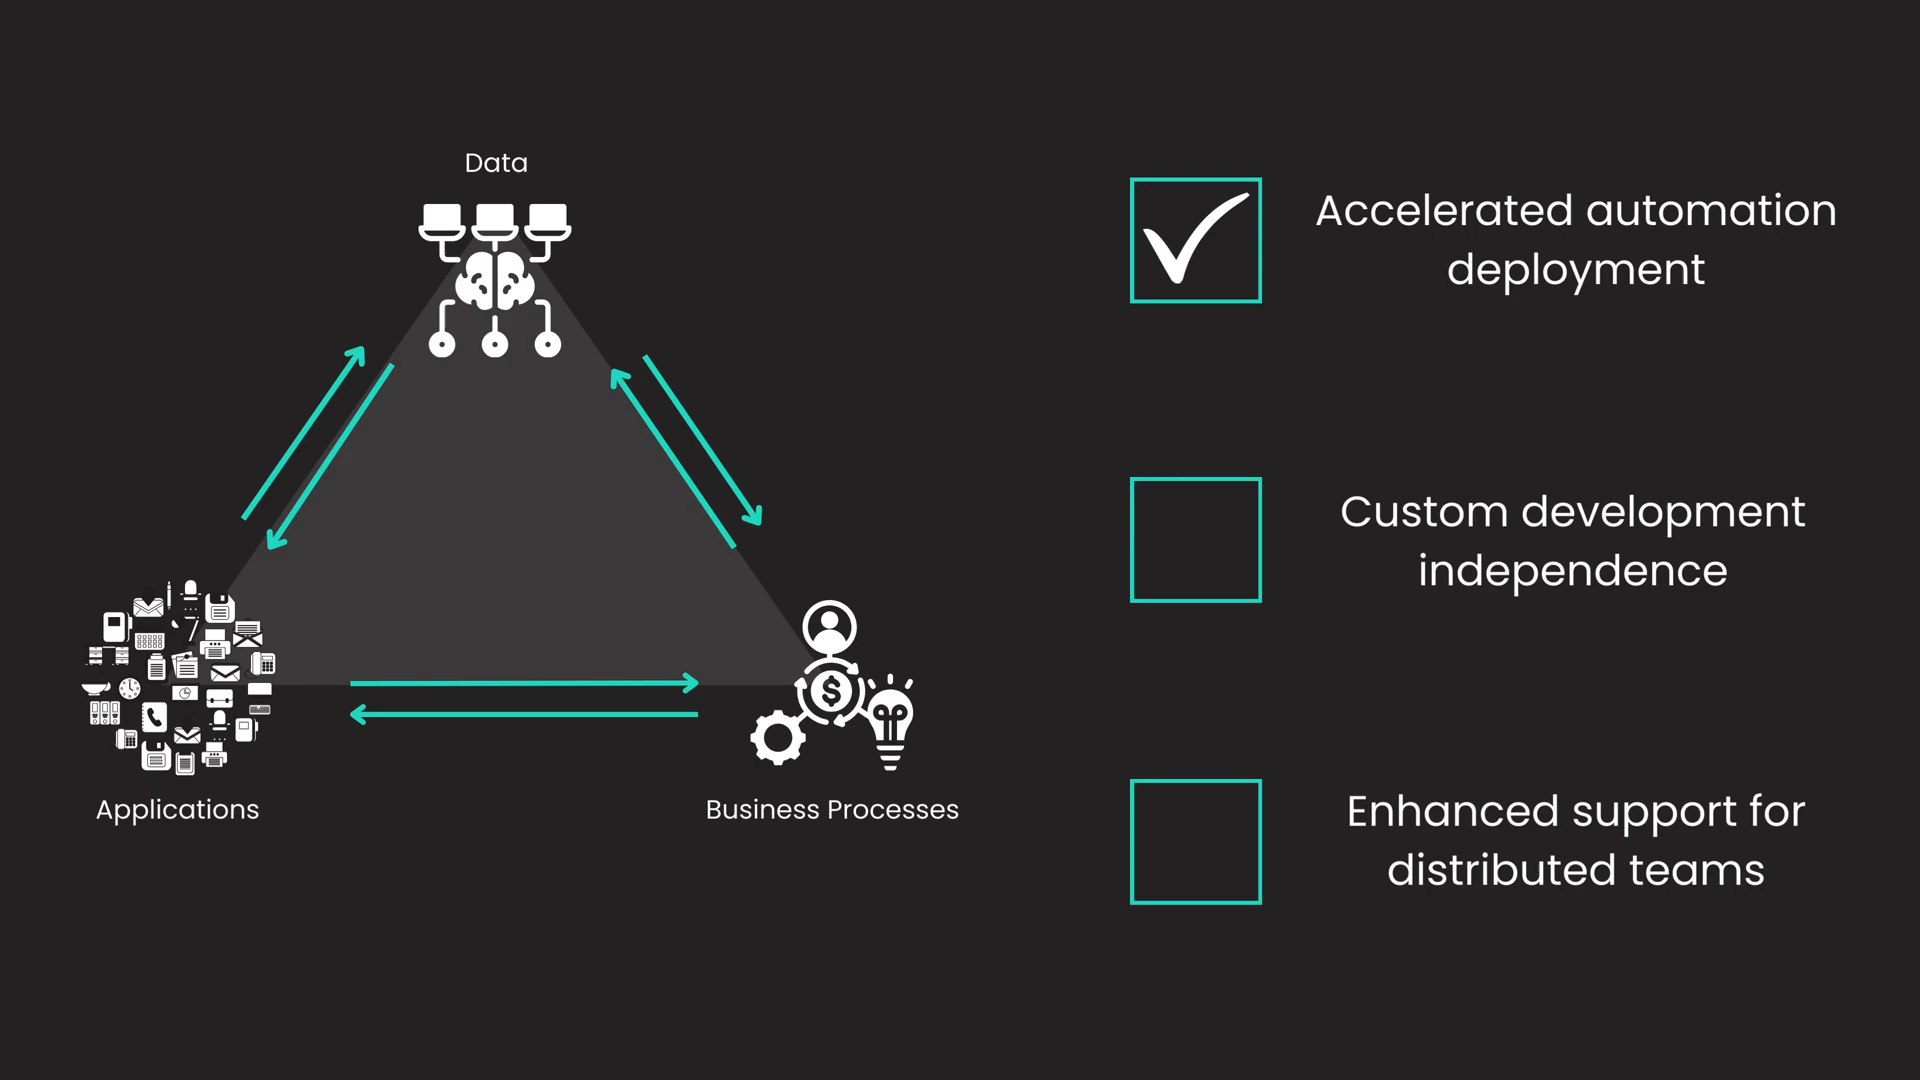 Data
Applications
Business Processes
Accelerated automation
deployment
Custom development
independence
Enhanced support for
distributed teams